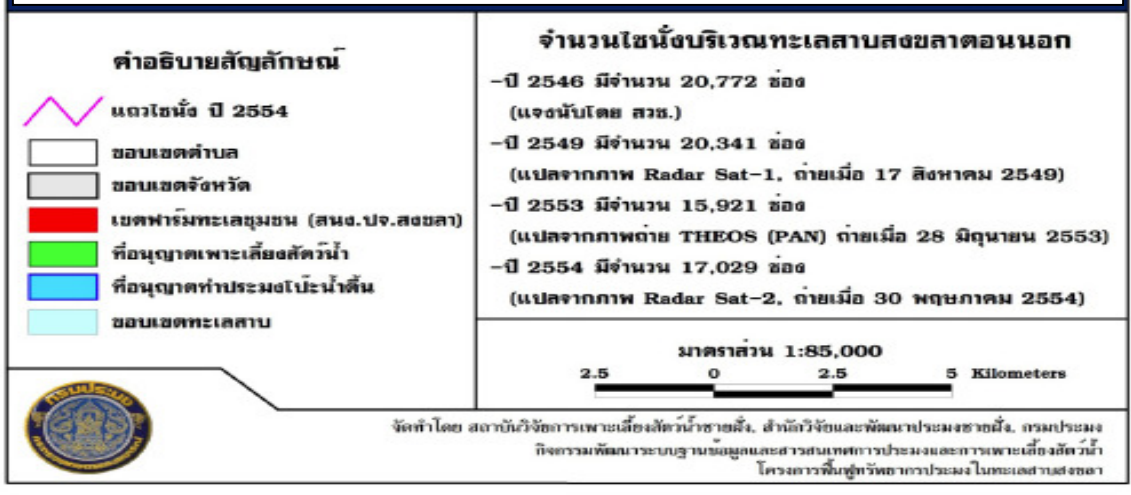 คำอธิบายสัญลักษณ์
แถวไซนั่ง ปี 2554
ขอบเขตตำบล
ขอบเขตจังหวัด
เขตฟาร์มทะเลชุมชน (สนง.ปจ.สงขลา)
ที่อนุญาตเพาะเลี้ยงสัตว์น้ำ
ที่อนุญาตทำประมงโป๊ะน้ำตื้น
ขอบเขตทะเลสาบ
จำนวนไซนั่งบริเวณทะเลสาบสงขลาตอนนอก
-ปี 2546 มีจำนวน 20,772 ช่อง
(แจงนับโดย สวช.)
-ปี 2549 มีจำนวน 20,341 ช่อง
(แปลจากภาพ Radar Sat-1, ถ่ายเมื่อ 17 สิงหาคม 2549)
-ปี 2553 มีจำนวน 15,921 ช่อง
(แปลจากภาพถ่าย THEOS (PAN) ถ่ายเมื่อ 28 มิถุนายน 2553)
-ปี 2554 มีจำนวน 17,029 ช่อง
(แปลจากภาพ Radar Sat-2, ถ่ายเมื่อ 30 พฤษภาคม 2554)
มาตราส่วน 1:85,000
2.5 0 2.5 5 Kilometers
กรมประมง
จัดทำโดย สถาบันวิจัยการเพาะเลี้ยงสัตว์น้ำชายฝั่ง, สำนักวิจัยและพัฒนาประมงชายฝั่ง, กรมประมง
กิจกรรมพัฒนาระบบฐานข้อมูลและสารสนเทศการประมงและการเพาะเลี้ยงสัตว์น้ำ
โครงการฟื้นฟูทรัพยากรประมงในทะเลสาบสงขลา